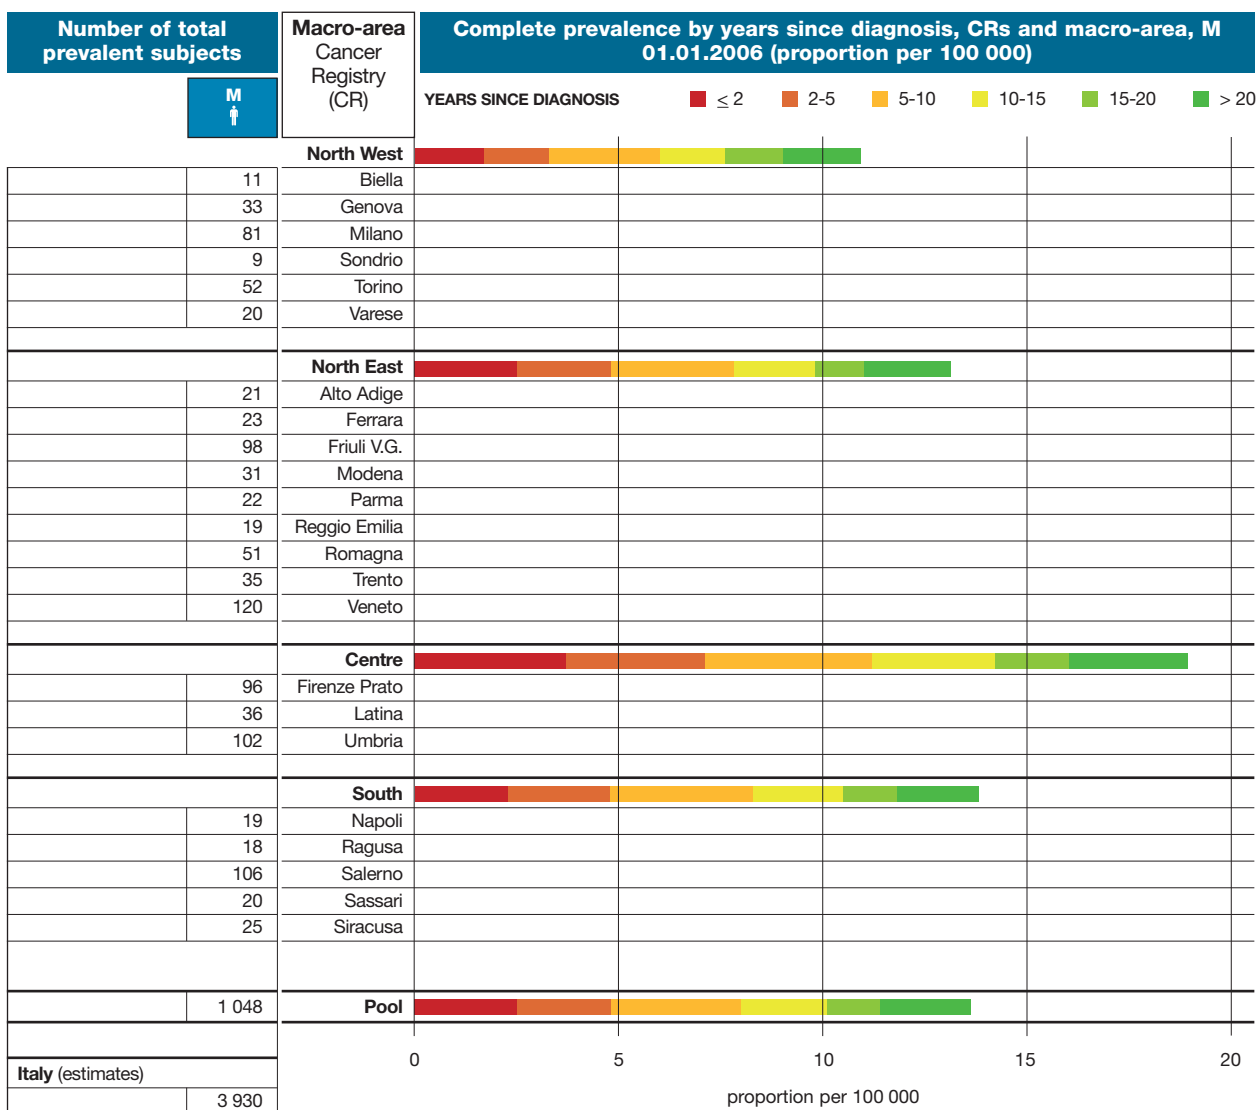 Number of total
prevalent subjects
M
Macro-area
Cancer
Registry
(CR)
Complete prevalence by years since diagnosis, CRs and macro-area, M
01.01.2006 (proportion per 100 000)
YEARS SINCE DIAGNOSIS ≤ 2 2-5 5-10 10-15 15-20 > 20
North West
11 Biella
33 Genova
81 Milano
9 Sondrio
52 Torino
20 Varese
North East
21 Alto Adige
23 Ferrara
98 Friuli V.G.
31 Modena
22 Parma
19 Reggio Emilia
51 Romagna
35 Trento
120 Veneto
Centre
96 Firenze Prato
36 Latina
102 Umbria
South
19 Napoli
18 Ragusa
106 Salerno
20 Sassari
25 Siracusa
1 048 Pool
0 5 10 15 20
Italy (estimates)
3 930
proportion per 100 000